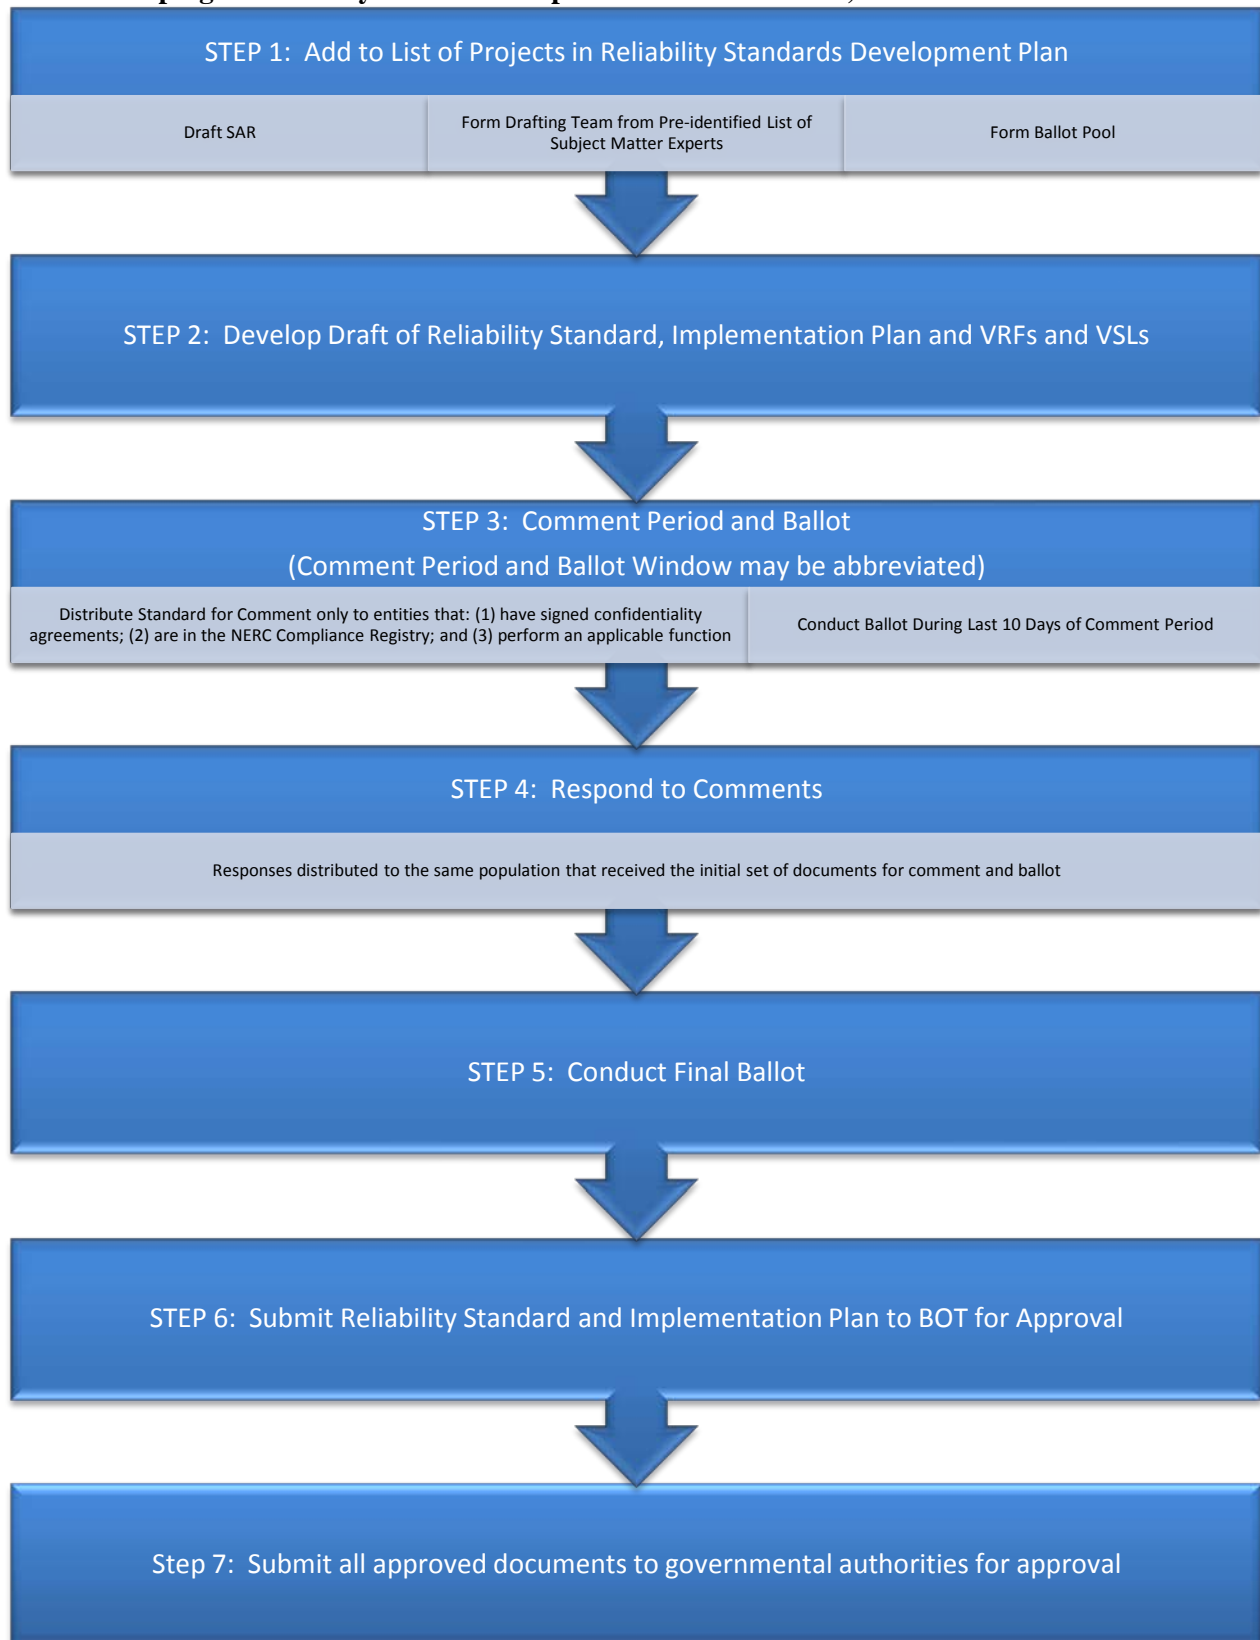 STEP 1: Add to List of Projects in Reliability Standards Development Plan
Draft SAR
Form Drafting Team from Pre-identified List of
Subject Matter Experts
Form Ballot Pool
STEP 2: Develop Draft of Reliability Standard, Implementation Plan and VRFs and VSLs
STEP 3: Comment Period and Ballot
(Comment Period and Ballot Window may be abbreviated)
Distribute Standard for Comment only to entities that: (1) have signed confidentiality
agreements; (2) are in the NERC Compliance Registry; and (3) perform an applicable function
Conduct Ballot During Last 10 Days of Comment Period
STEP 4: Respond to Comments
Responses distributed to the same population that received the initial set of documents for comment and ballot
STEP 5: Conduct Final Ballot
STEP 6: Submit Reliability Standard and Implementation Plan to BOT for Approval
Step 7: Submit all approved documents to governmental authorities for approval